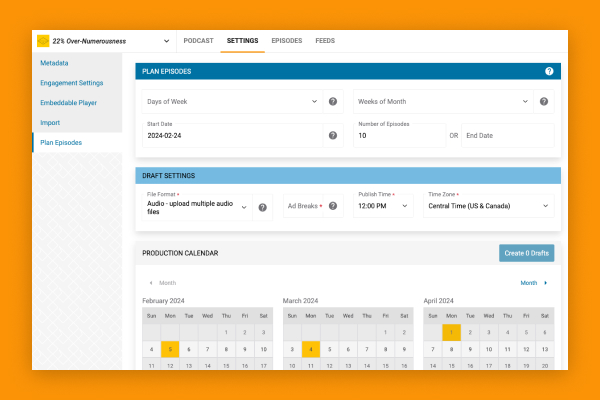 22% Over-Numerousness
PODCAST SETTINGS EPISODES FEEDS
Metadata
Engagement Settings
Embeddable Player
Import
Plan Episodes
PLAN EPISODES ?
Days of Week ? Weeks of Month ?
Start Date
2024-02-24 ?
Number of Episodes
10 OR End Date
DRAFT SETTINGS
File Format *
Audio - upload multiple audio
files ?
Ad Breaks * ?
Publish Time *
12:00 PM
Time Zone *
Central Time (US & Canada)
PRODUCTION CALENDAR Create 0 Drafts
Month Month
February 2024
Sun Mon Tue Wed Thu Fri Sat
1 2 3
4 5 6 7 8 9 10
11 12 13 14 15 16 17
March 2024
Sun Mon Tue Wed Thu Fri Sat
1 2
3 4 5 6 7 8 9
10 11 12 13 14 15 16
April 2024
Sun Mon Tue Wed Thu Fri Sat
1 2 3 4 5 6
7 8 9 10 11 12 13
14 15 16 17 18 19 20